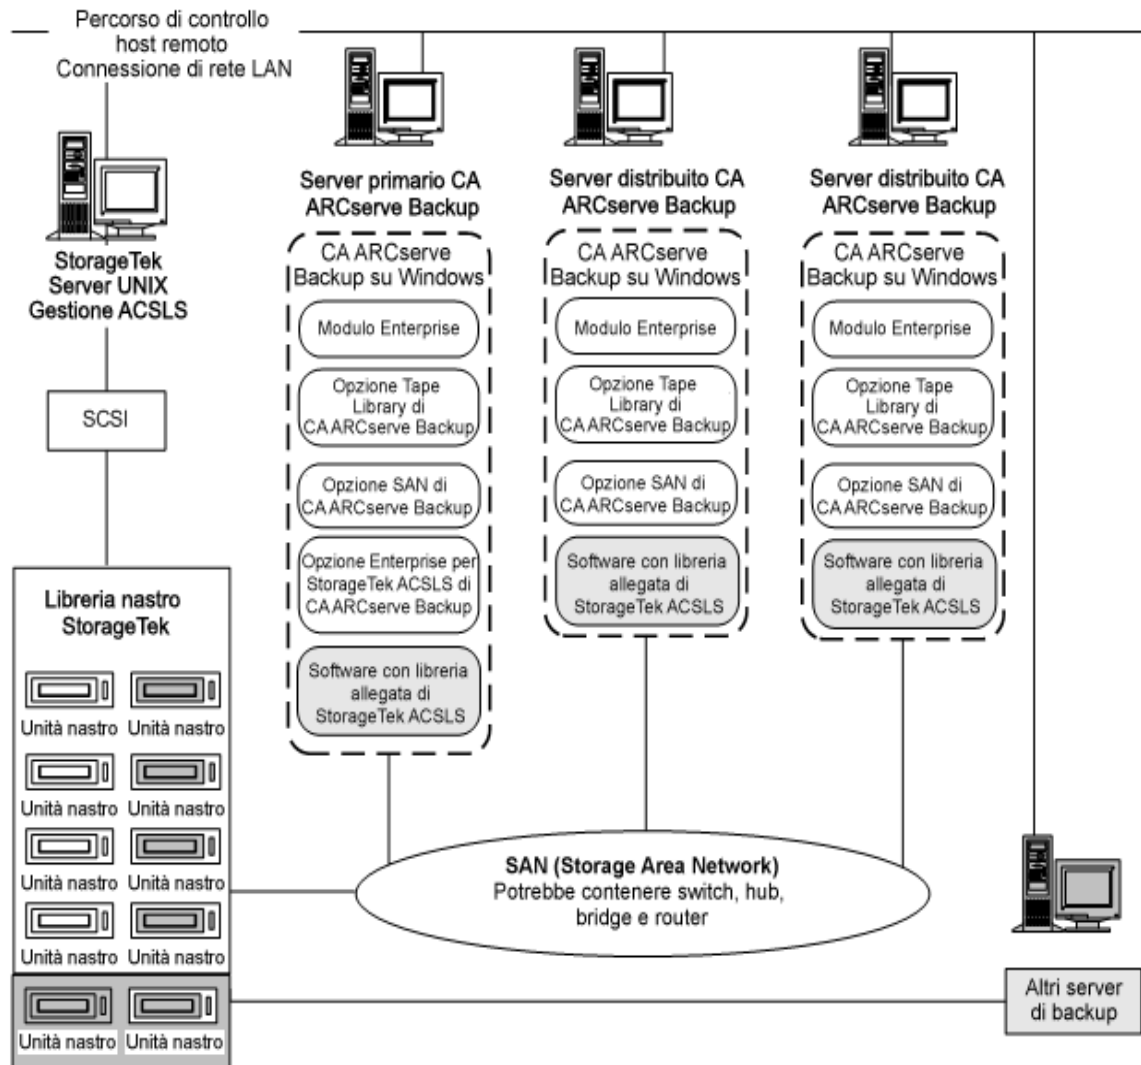 Percorso di controllo
host remoto
Connessione di rete LAN
StorageTek
Server UNIX
Gestione ACSLS
SCSI
Server primario CA
ARCserve Backup
CA ARCserve
Backup su Windows
Modulo Enterprise
Opzione Tape
Library di
CA ARCserve Backup
Opzione SAN di
CA ARCserve Backup
Opzione Enterprise per
StorageTek ACSLS di
CA ARCserve Backup
Software con libreria
allegata di
StorageTek ACSLS
Server distribuito CA
ARCserve Backup
CA ARCserve
Backup su Windows
Modulo Enterprise
Opzione Tape
Library di
CA ARCserve Backup
Opzione SAN di
CA ARCserve Backup
Software con libreria
allegata di
StorageTek ACSLS
Server distribuito CA
ARCserve Backup
CA ARCserve
Backup su Windows
Modulo Enterprise
Opzione Tape
Library di
CA ARCserve Backup
Opzione SAN di
CA ARCserve Backup
Software con libreria
allegata di
StorageTek ACSLS
Libreria nastro
StorageTek
Unità nastro Unità nastro
Unità nastro Unità nastro
Unità nastro Unità nastro
Unità nastro Unità nastro
Unità nastro Unità nastro
SAN (Storage Area Network)
Potrebbe contenere switch, hub,
bridge e router
Altri server
di backup